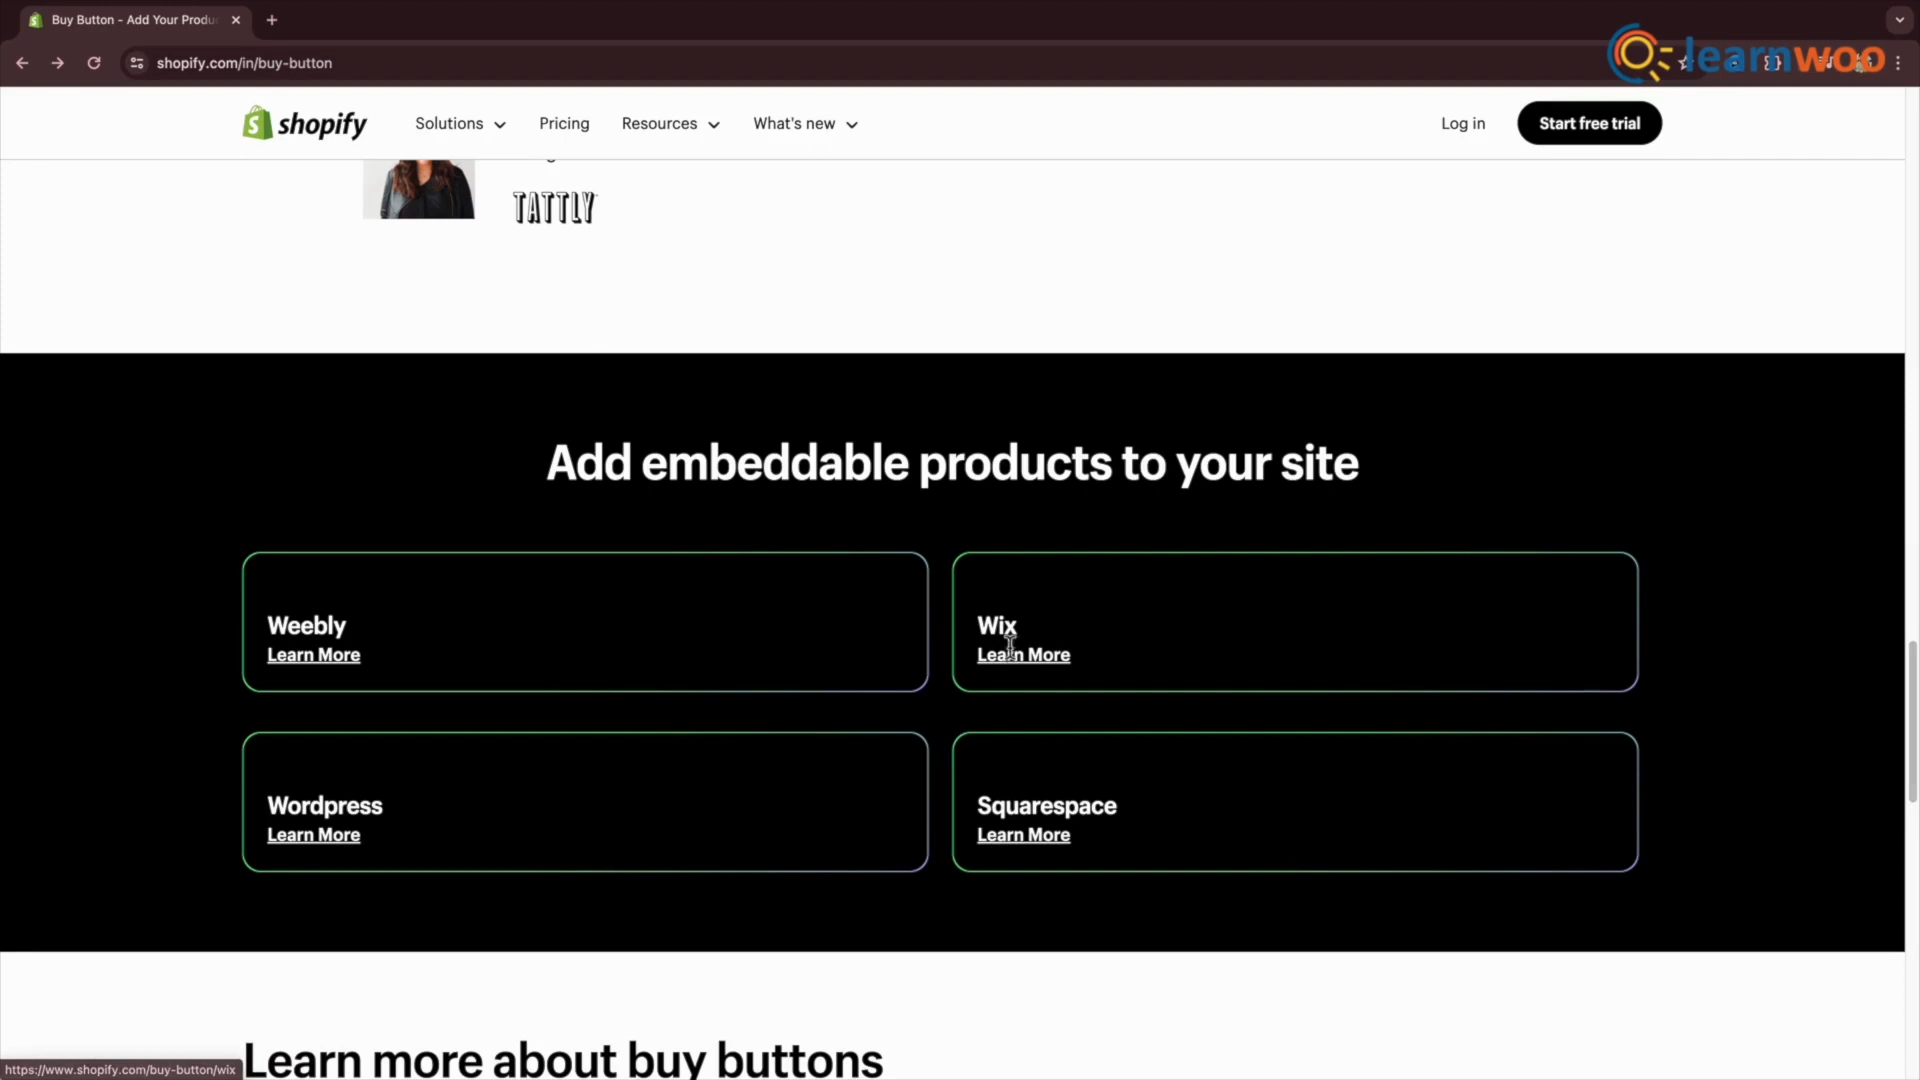 Buy Button - Add Your Produ
shopify.com/in/buy-button
learnwoo
shopify
Solutions
Pricing
Resources
What's new
Log in
Start free trial
TATTLY
Add embeddable products to your site
Weebly
Learn More
Wix
Learn More
Wordpress
Learn More
Squarespace
Learn More
Learn more about buy buttons
https://www.shopify.com/buy-button/wix